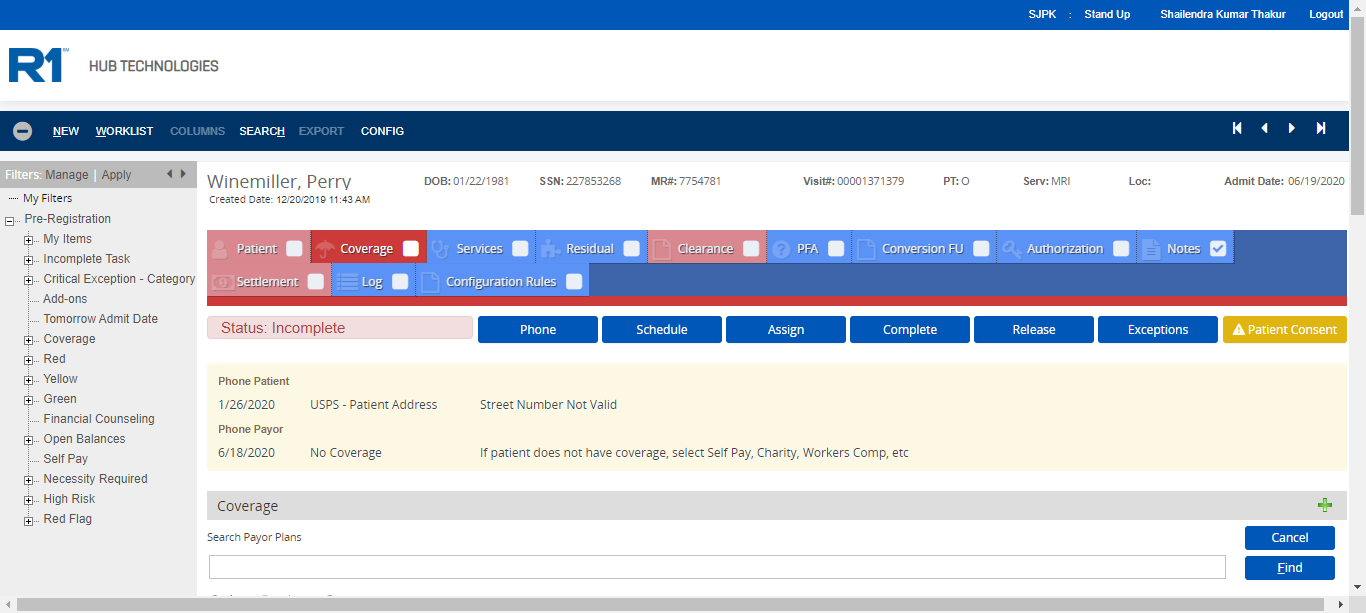 SJPK : Stand Up Shailendra Kumar Thakur Logout
R1 HUB TECHNOLOGIES
NEW WORKLIST COLUMNS SEARCH EXPORT CONFIG
Filters: Manage | Apply
My Filters
Pre-Registration
My Items
Incomplete Task
Critical Exception - Category
Add-ons
Tomorrow Admit Date
Coverage
Red
Yellow
Green
Financial Counseling
Open Balances
Self Pay
Necessity Required
High Risk
Red Flag
Winemiller, Perry DOB: 01/22/1981 SSN: 227853268 MR#: 7754781 Visit#: 00001371379 PT: O Serv: MRI Loc: Admit Date: 06/19/2020
Created Date: 12/20/2019 11:43 AM
Patient Coverage Services Residual Clearance PFA Conversion FU Authorization Notes
Settlement Log Configuration Rules
Status: Incomplete Phone Schedule Assign Complete Release Exceptions Patient Consent
Phone Patient
1/26/2020 USPS - Patient Address Street Number Not Valid
Phone Payor
6/18/2020 No Coverage If patient does not have coverage, select Self Pay, Charity, Workers Comp, etc
Coverage
Search Payor Plans
Cancel
Find